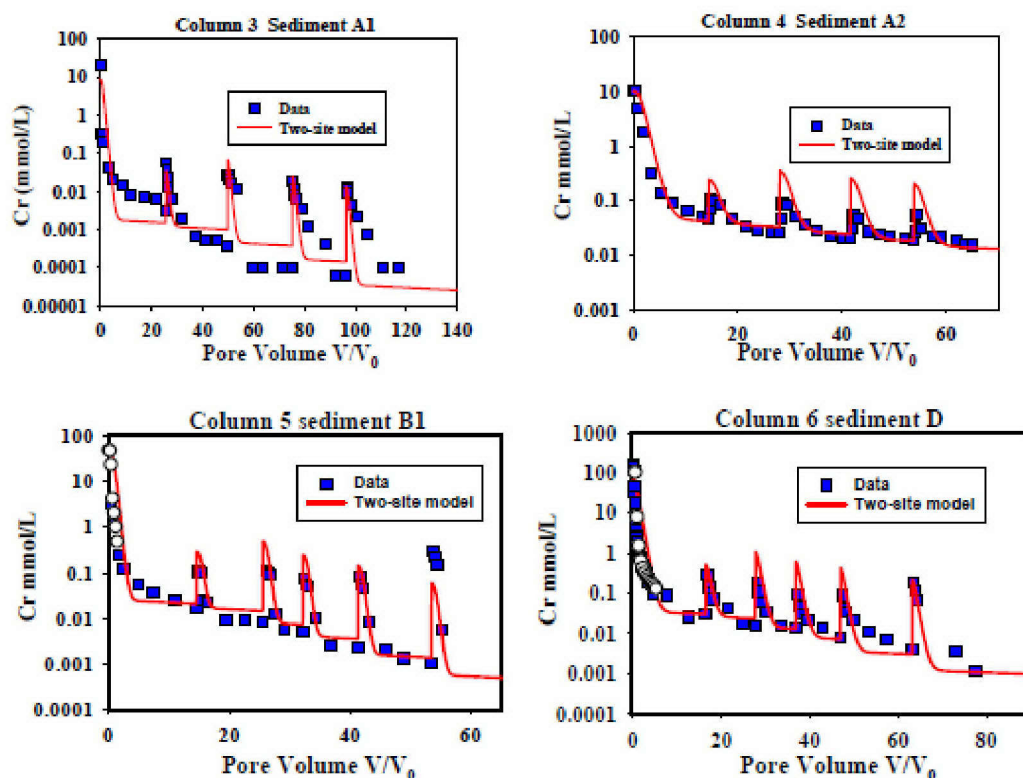 Column 3 Sediment A1
Cr (mmol/L)
100
10
1
0.1
0.01
0.001
0.0001
0.00001
Data
Two-site model
0 20 40 60 80 100 120 140
Pore Volume V/V0
Column 4 Sediment A2
Cr mmol/L
100
10
1
0.1
0.01
0.001
Data
Two-site model
0 20 40 60
Pore Volume V/V0
Column 5 sediment B1
Cr mmol/L
100
10
1
0.1
0.01
0.001
0.0001
Data
Two-site model
0 20 40 60
Pore Volume V/V0
Column 6 sediment D
Cr mmol/L
1000
100
10
1
0.1
0.01
0.001
0.0001
Data
Two-site model
0 20 40 60 80
Pore Volume V/V0